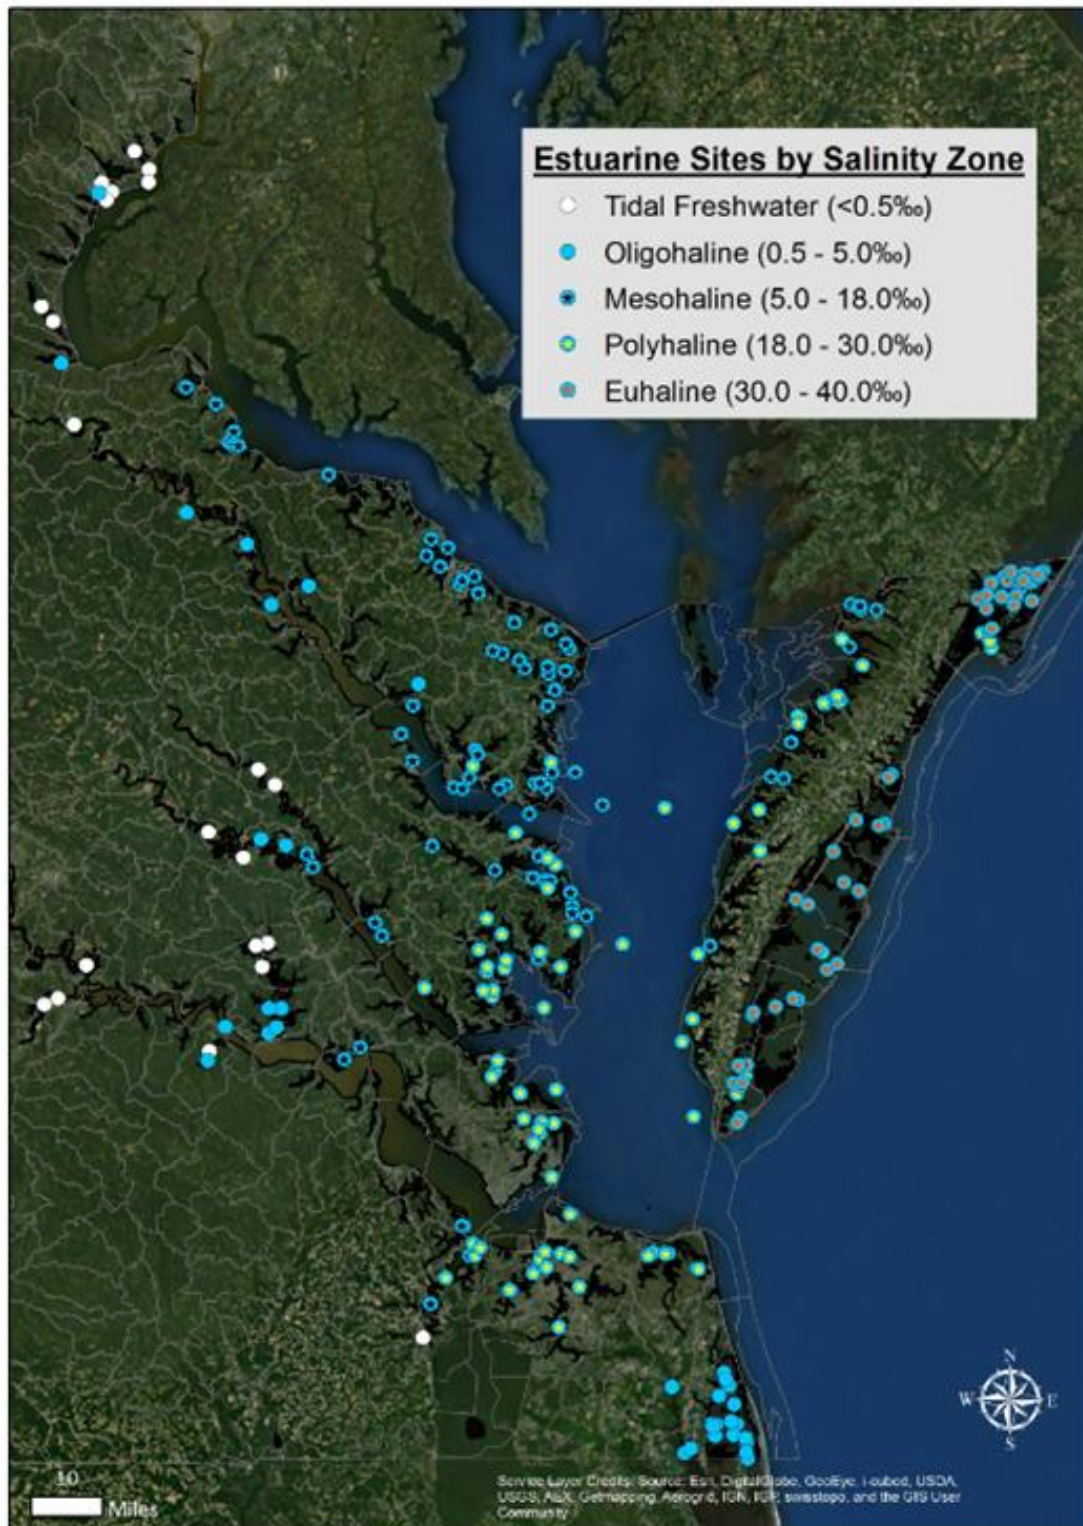 Estuarine Sites by Salinity Zone
Tidal Freshwater (<0.5‰)
Oligohaline (0.5 - 5.0‰)
Mesohaline (5.0 - 18.0‰)
Polyhaline (18.0 - 30.0‰)
Euhaline (30.0 - 40.0‰)
N
W E
S
10
Miles
Service Layer Credits: Source: Esri, DigitalGlobe, GeoEye, i-cubed, USDA,
USGS, AEX, Getmapping, Aerogrid, IGN, IGP, swisstopo, and the GIS User
Community